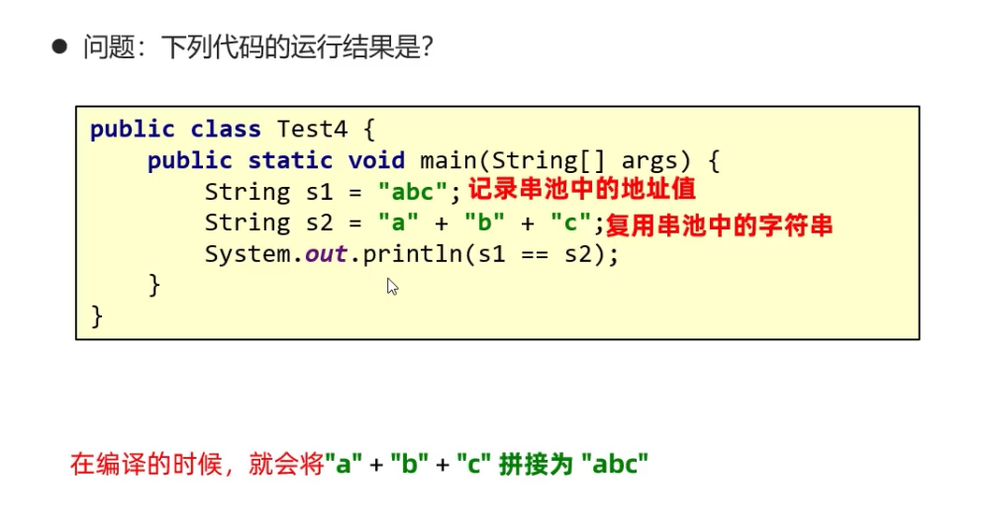 ● 问题：下列代码的运行结果是?
public class Test4 {
public static void main(String[] args) {
String s1 = "abc"; 记录串池中的地址值
String s2 = "a" + "b" + "c";复用串池中的字符串
System.out.println(s1 == s2);
}
}
在编译的时候，就会将"a" + "b" + "c" 拼接为 "abc"